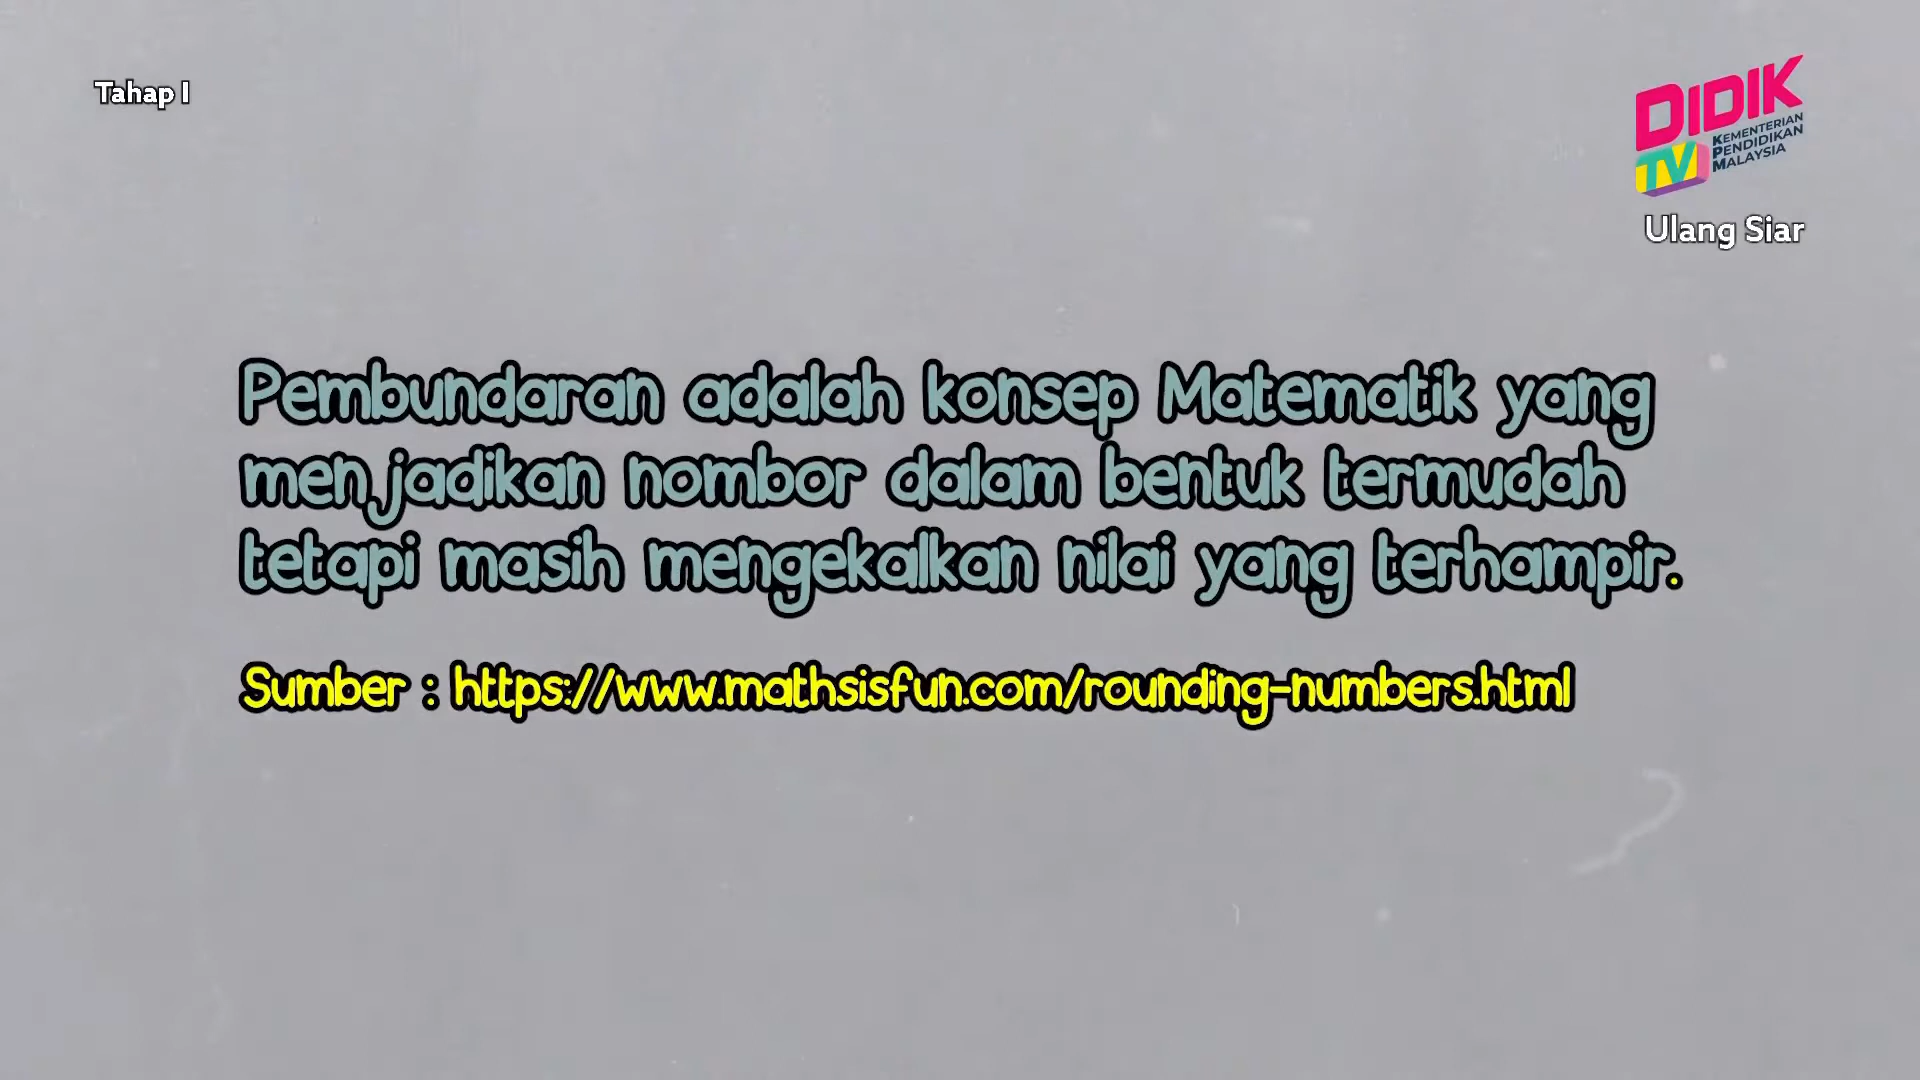 Tahap 1
DIDIK
TV
KEMENTERIAN
PENDIDIKAN
MALAYSIA
Ulang Siar
Pembundaran adalah konsep Matematik yang
menjadikan nombor dalam bentuk termudah
tetapi masih mengekalkan nilai yang terhampir.
Sumber : https://www.mathsisfun.com/rounding-numbers.html